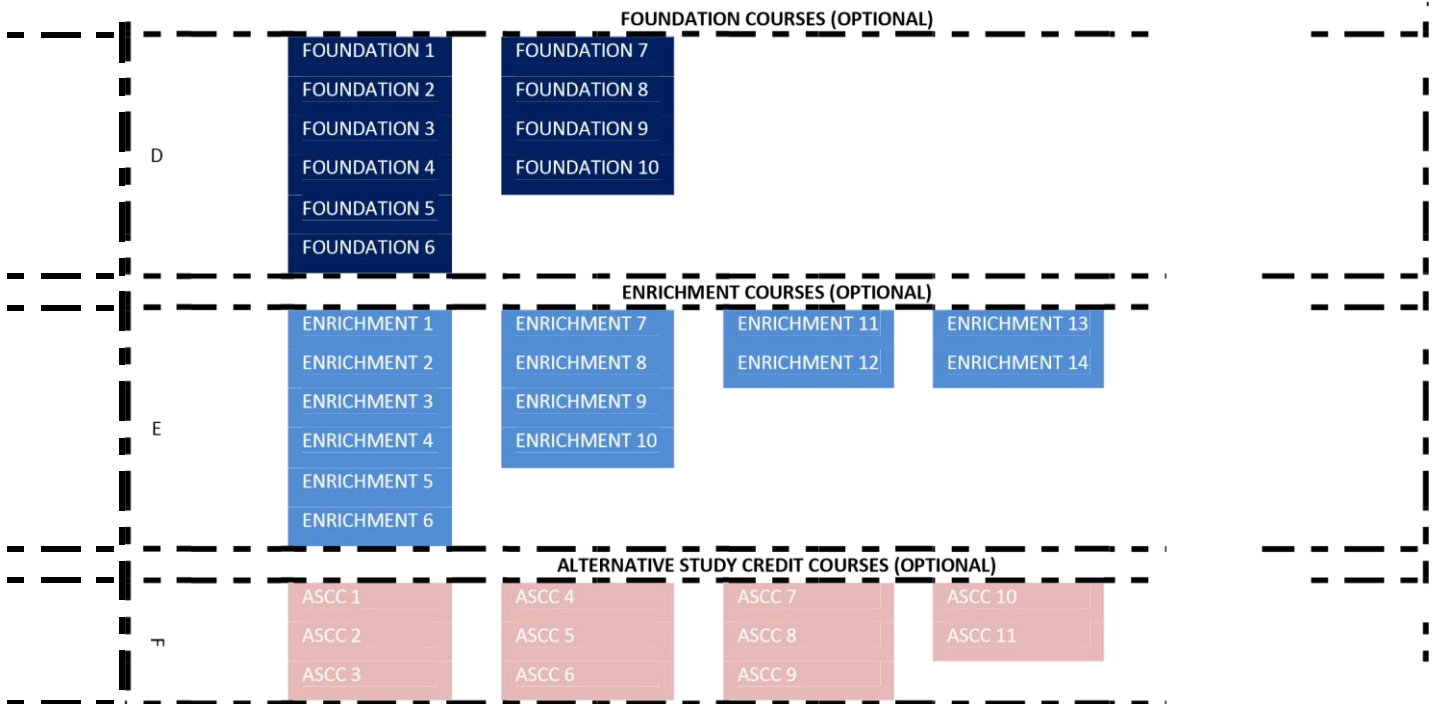 FOUNDATION COURSES (OPTIONAL)
D
FOUNDATION 1
FOUNDATION 2
FOUNDATION 3
FOUNDATION 4
FOUNDATION 5
FOUNDATION 6
FOUNDATION 7
FOUNDATION 8
FOUNDATION 9
FOUNDATION 10
ENRICHMENT COURSES (OPTIONAL)
E
ENRICHMENT 1
ENRICHMENT 2
ENRICHMENT 3
ENRICHMENT 4
ENRICHMENT 5
ENRICHMENT 6
ENRICHMENT 7
ENRICHMENT 8
ENRICHMENT 9
ENRICHMENT 10
ENRICHMENT 11
ENRICHMENT 12
ENRICHMENT 13
ENRICHMENT 14
ALTERNATIVE STUDY CREDIT COURSES (OPTIONAL)
F
ASCC 1
ASCC 2
ASCC 3
ASCC 4
ASCC 5
ASCC 6
ASCC 7
ASCC 8
ASCC 9
ASCC 10
ASCC 11